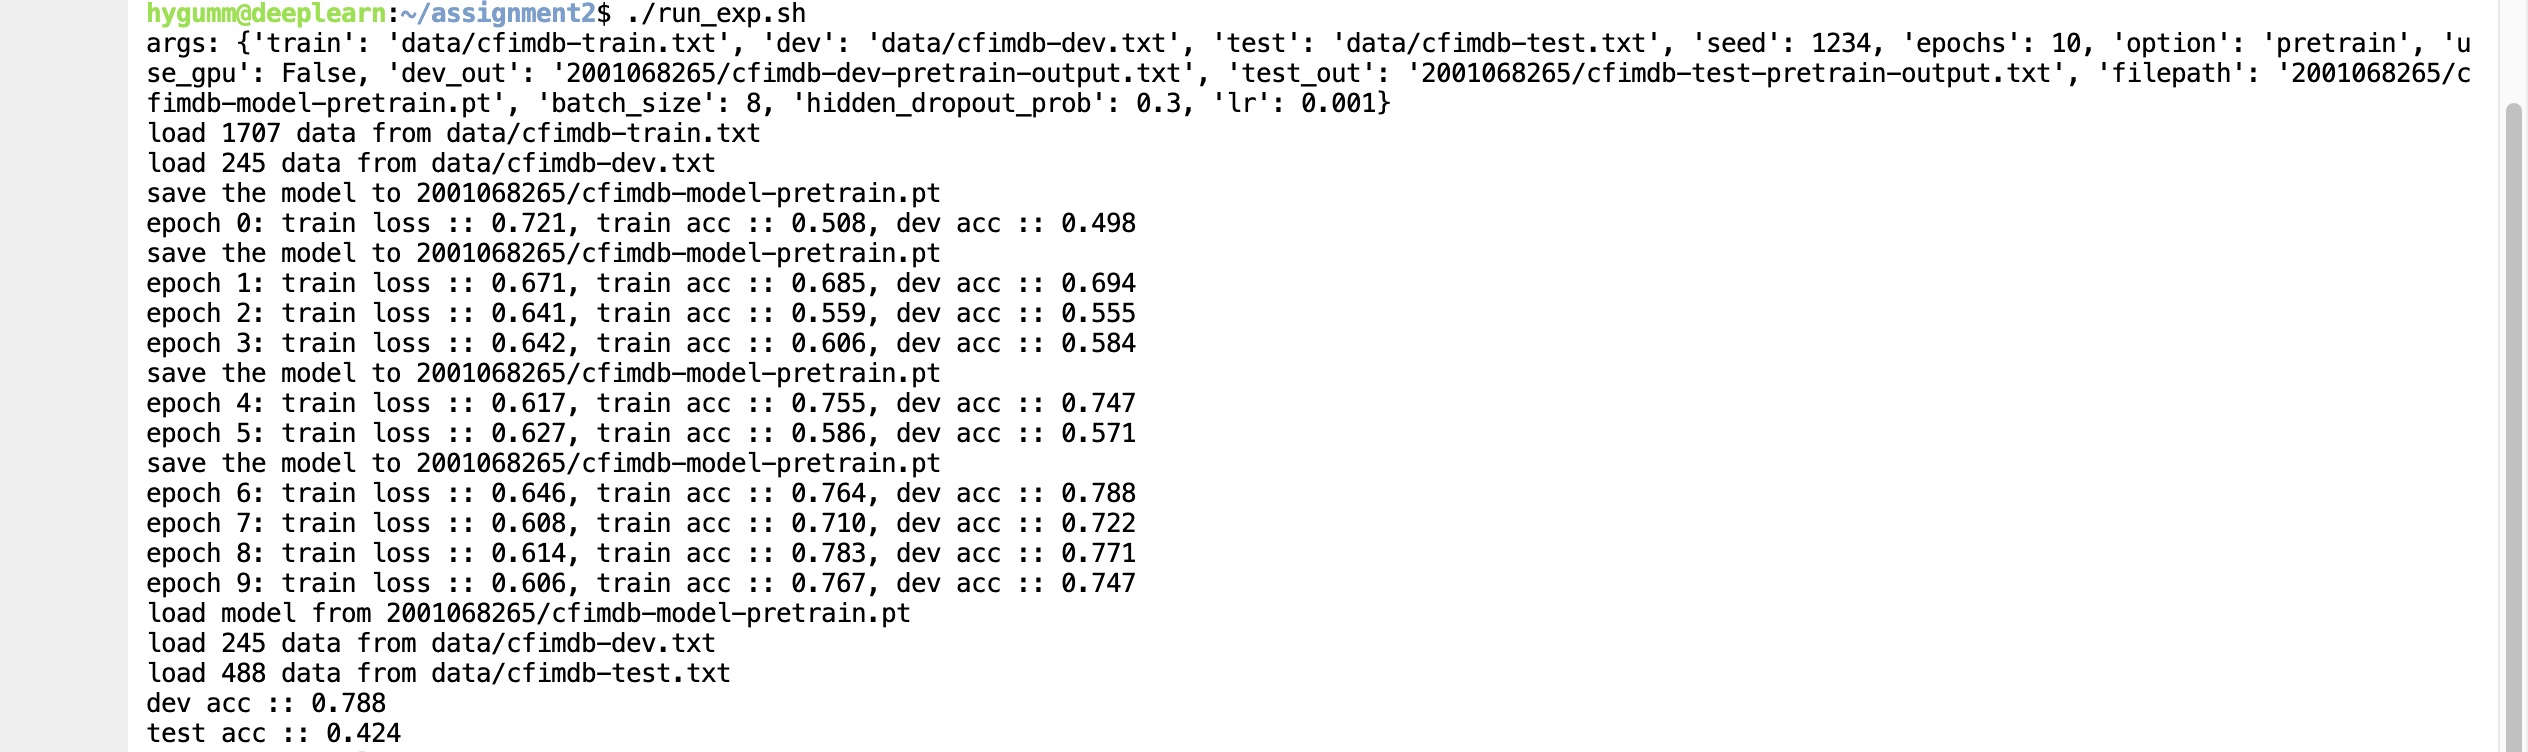 hygumm@deeplearn:~/assignment2$ ./run_exp.sh
args: {'train': 'data/cfimdb-train.txt', 'dev': 'data/cfimdb-dev.txt', 'test': 'data/cfimdb-test.txt', 'seed': 1234, 'epochs': 10, 'option': 'pretrain', 'u
se_gpu': False, 'dev_out': '2001068265/cfimdb-dev-pretrain-output.txt', 'test_out': '2001068265/cfimdb-test-pretrain-output.txt', 'filepath': '2001068265/c
fimdb-model-pretrain.pt', 'batch_size': 8, 'hidden_dropout_prob': 0.3, 'lr': 0.001}
load 1707 data from data/cfimdb-train.txt
load 245 data from data/cfimdb-dev.txt
save the model to 2001068265/cfimdb-model-pretrain.pt
epoch 0: train loss :: 0.721, train acc :: 0.508, dev acc :: 0.498
save the model to 2001068265/cfimdb-model-pretrain.pt
epoch 1: train loss :: 0.671, train acc :: 0.685, dev acc :: 0.694
epoch 2: train loss :: 0.641, train acc :: 0.559, dev acc :: 0.555
epoch 3: train loss :: 0.642, train acc :: 0.606, dev acc :: 0.584
save the model to 2001068265/cfimdb-model-pretrain.pt
epoch 4: train loss :: 0.617, train acc :: 0.755, dev acc :: 0.747
epoch 5: train loss :: 0.627, train acc :: 0.586, dev acc :: 0.571
save the model to 2001068265/cfimdb-model-pretrain.pt
epoch 6: train loss :: 0.646, train acc :: 0.764, dev acc :: 0.788
epoch 7: train loss :: 0.608, train acc :: 0.710, dev acc :: 0.722
epoch 8: train loss :: 0.614, train acc :: 0.783, dev acc :: 0.771
epoch 9: train loss :: 0.606, train acc :: 0.767, dev acc :: 0.747
load model from 2001068265/cfimdb-model-pretrain.pt
load 245 data from data/cfimdb-dev.txt
load 488 data from data/cfimdb-test.txt
dev acc :: 0.788
test acc :: 0.424